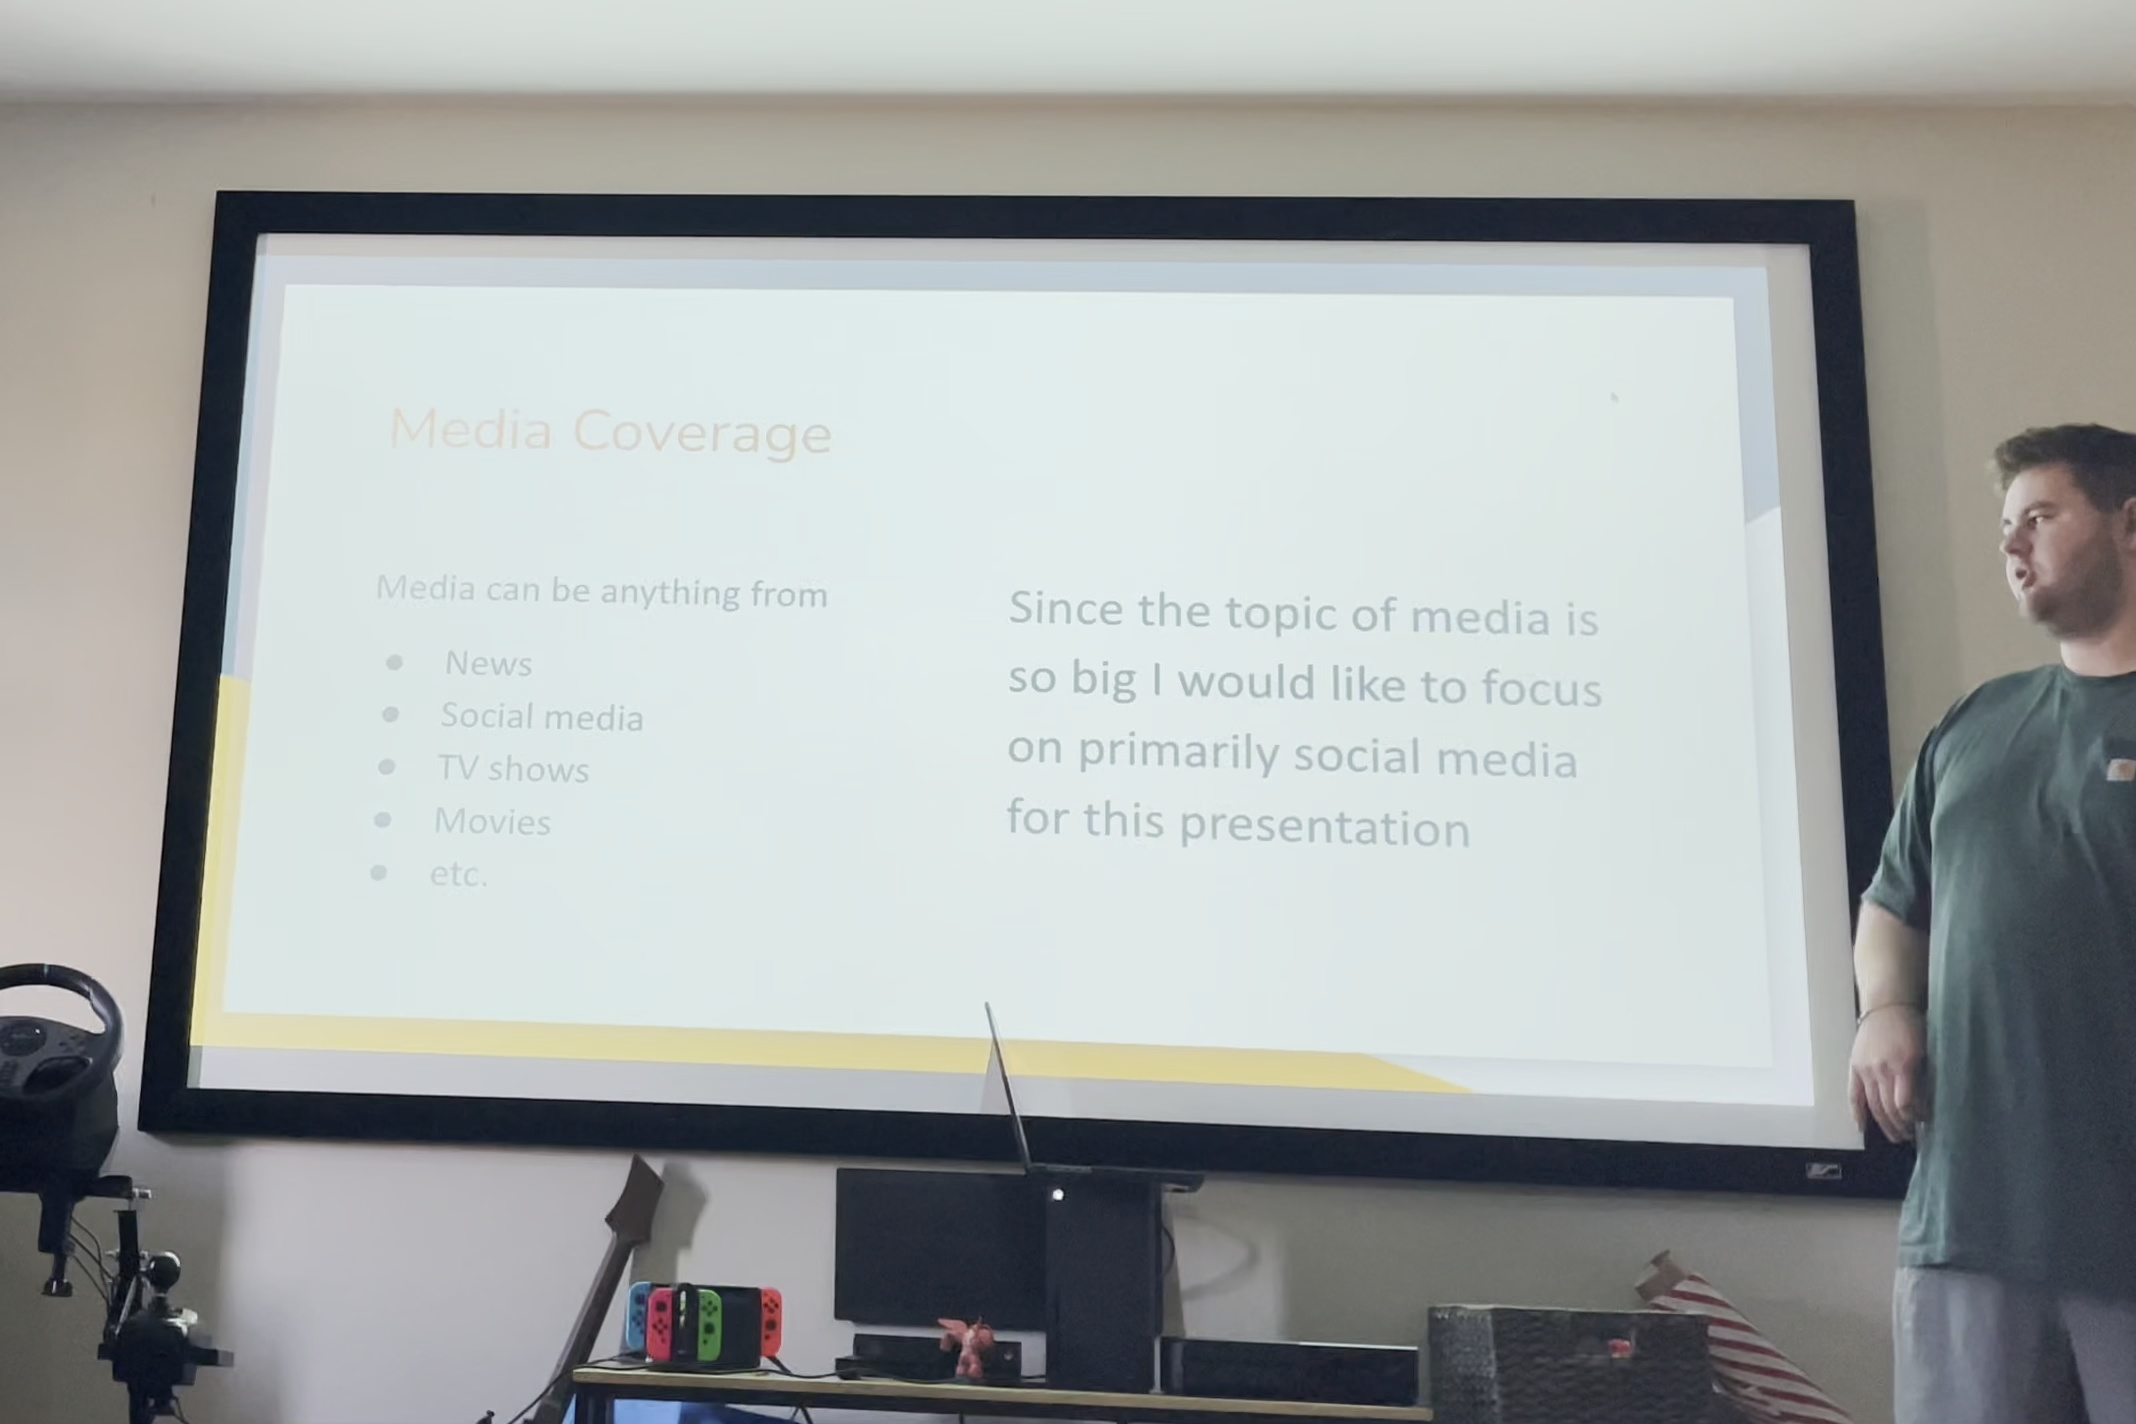 Media Coverage
Media can be anything from
● News
● Social media
● TV shows
● Movies
● etc.
Since the topic of media is
so big I would like to focus
on primarily social media
for this presentation